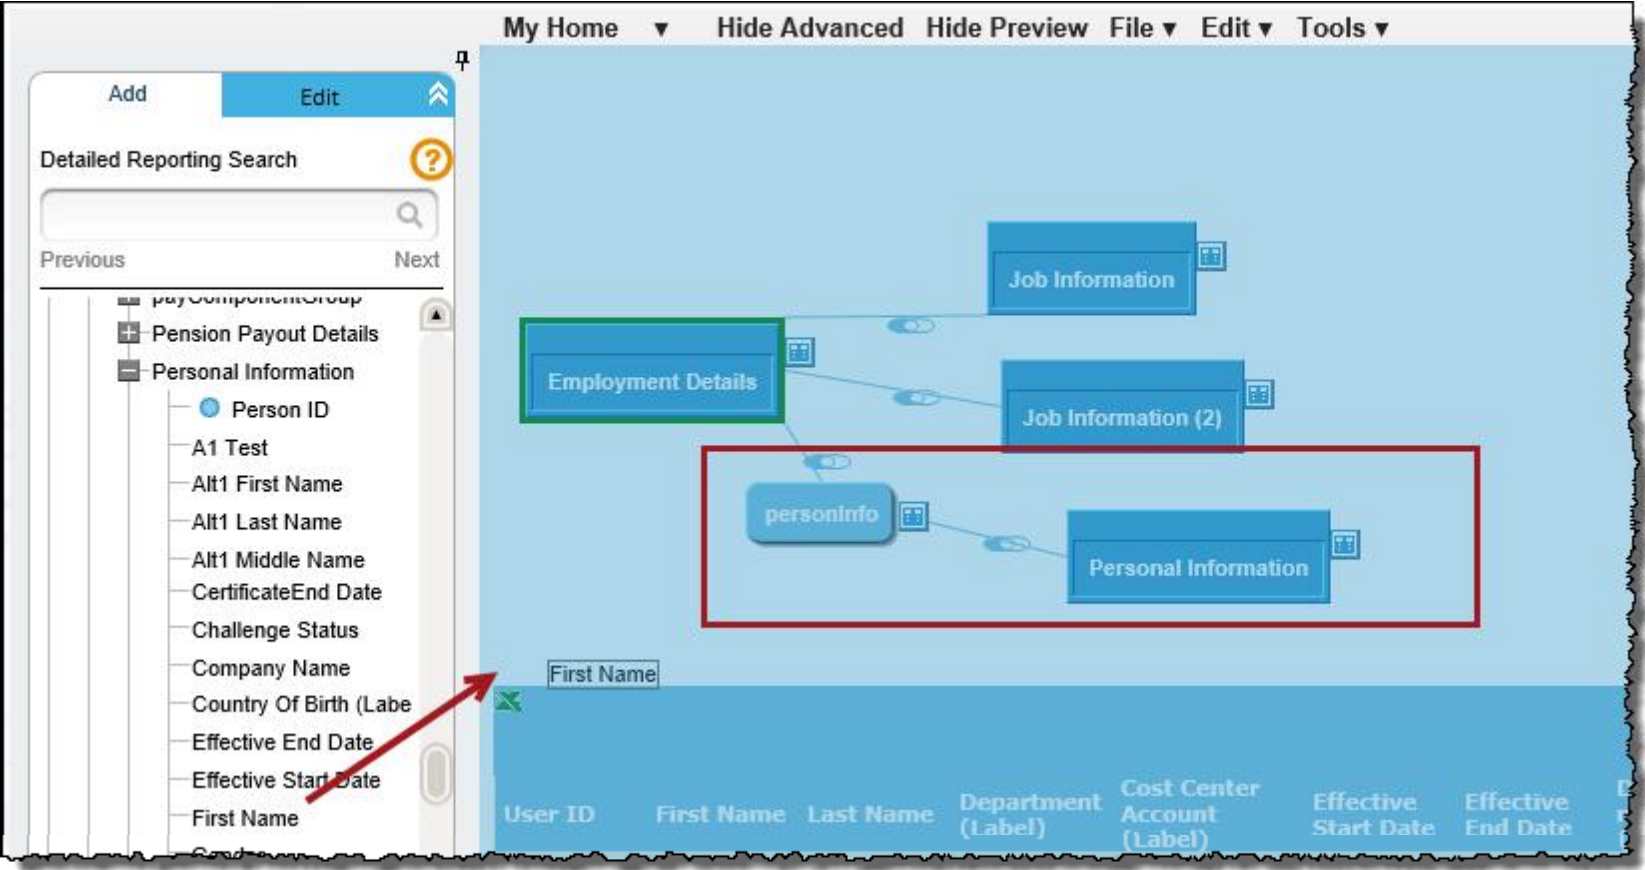 My Home ▼ Hide Advanced Hide Preview File ▼ Edit ▼ Tools ▼
Add Edit
Detailed Reporting Search
?
Previous Next
payComponentGroup
Pension Payout Details
Personal Information
Person ID
A1 Test
Alt1 First Name
Alt1 Last Name
Alt1 Middle Name
CertificateEnd Date
Challenge Status
Company Name
Country Of Birth (Labe
Effective End Date
Effective Start Date
First Name
Job Information
Employment Details
Job Information (2)
personInfo
Personal Information
First Name
User ID
First Name
Last Name
Department
(Label)
Cost Center
Account
(Label)
Effective
Start Date
Effective
End Date